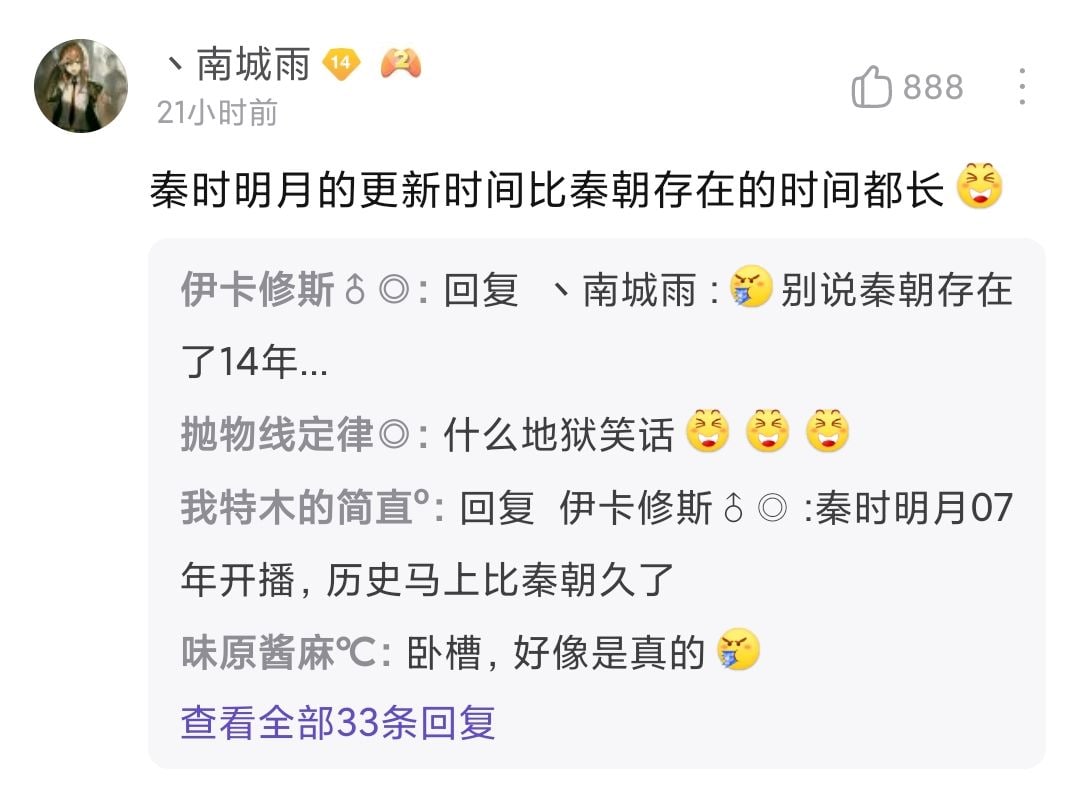 丶南城雨 14 2
21小时前
888
秦时明月的更新时间比秦朝存在的时间都长
伊卡修斯♁◎: 回复 丶南城雨 : 别说秦朝存在
了14年...
抛物线定律◎: 什么地狱笑话
我特木的简直º: 回复 伊卡修斯♁◎ :秦时明月07
年开播，历史马上比秦朝久了
味原酱麻℃: 卧槽，好像是真的
查看全部33条回复